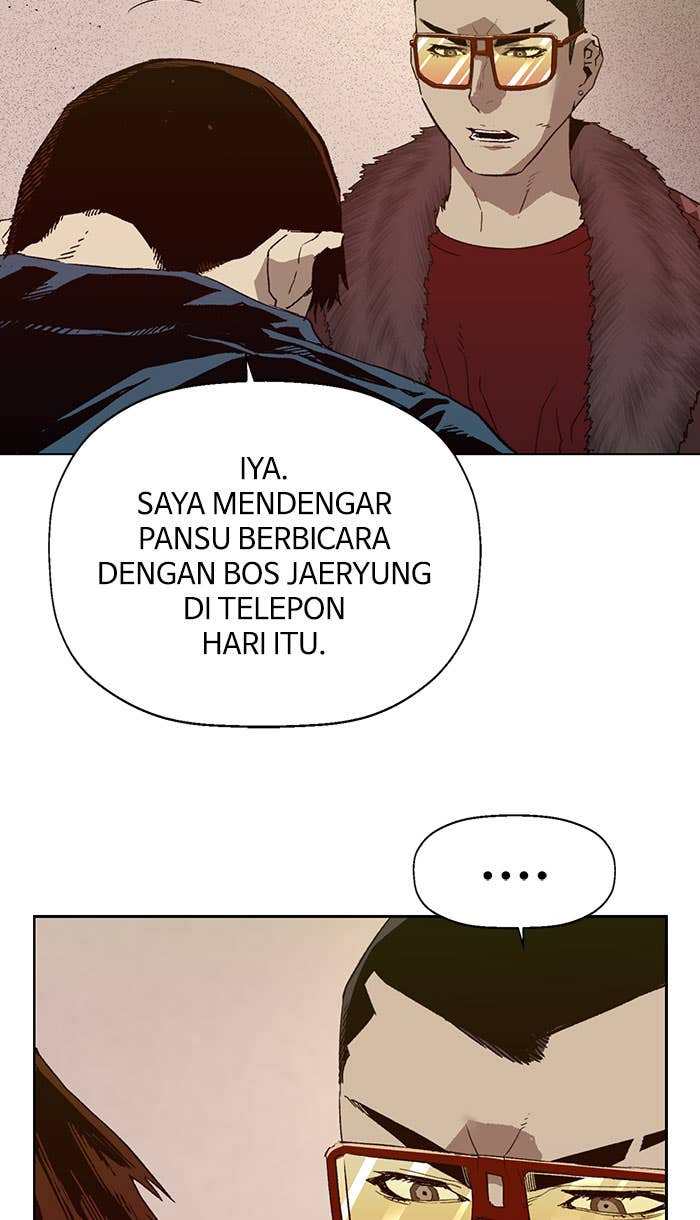 IYA.
SAYA MENDENGAR
PANSU BERBICARA
DENGAN BOS JAERYUNG
DI TELEPON
HARI ITU.
....